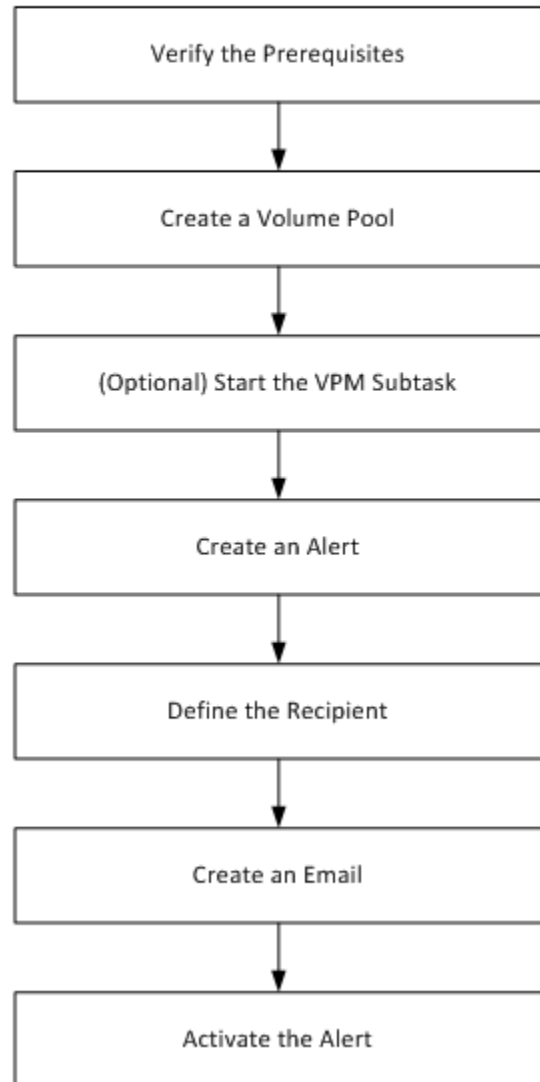 Verify the Prerequisites
Create a Volume Pool
(Optional) Start the VPM Subtask
Create an Alert
Define the Recipient
Create an Email
Activate the Alert